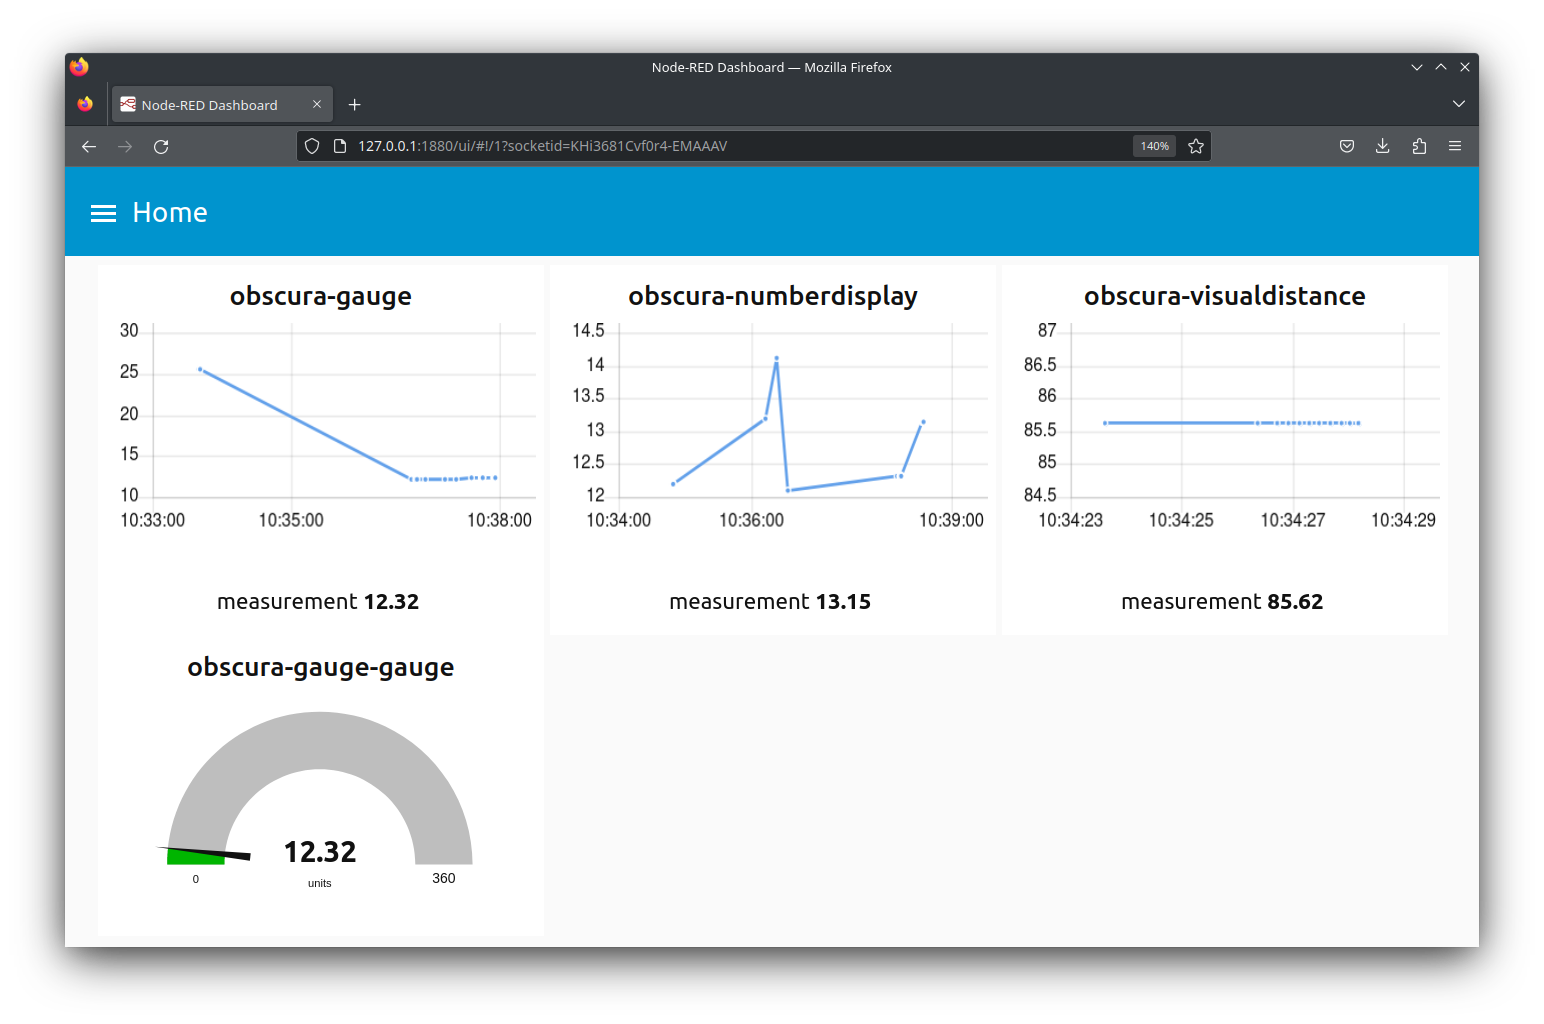 Node-RED Dashboard — Mozilla Firefox
Node-RED Dashboard
127.0.0.1:1880/ui/#!/1?socketid=KHi3681Cvf0r4-EMAAAV
140%
Home
obscura-gauge
30
25
20
15
10
10:33:00 10:35:00 10:38:00
measurement 12.32
obscura-numberdisplay
14.5
14
13.5
13
12.5
12
10:34:00 10:36:00 10:39:00
measurement 13.15
obscura-visualdistance
87
86.5
86
85.5
85
84.5
10:34:23 10:34:25 10:34:27 10:34:29
measurement 85.62
obscura-gauge-gauge
12.32
0 units 360